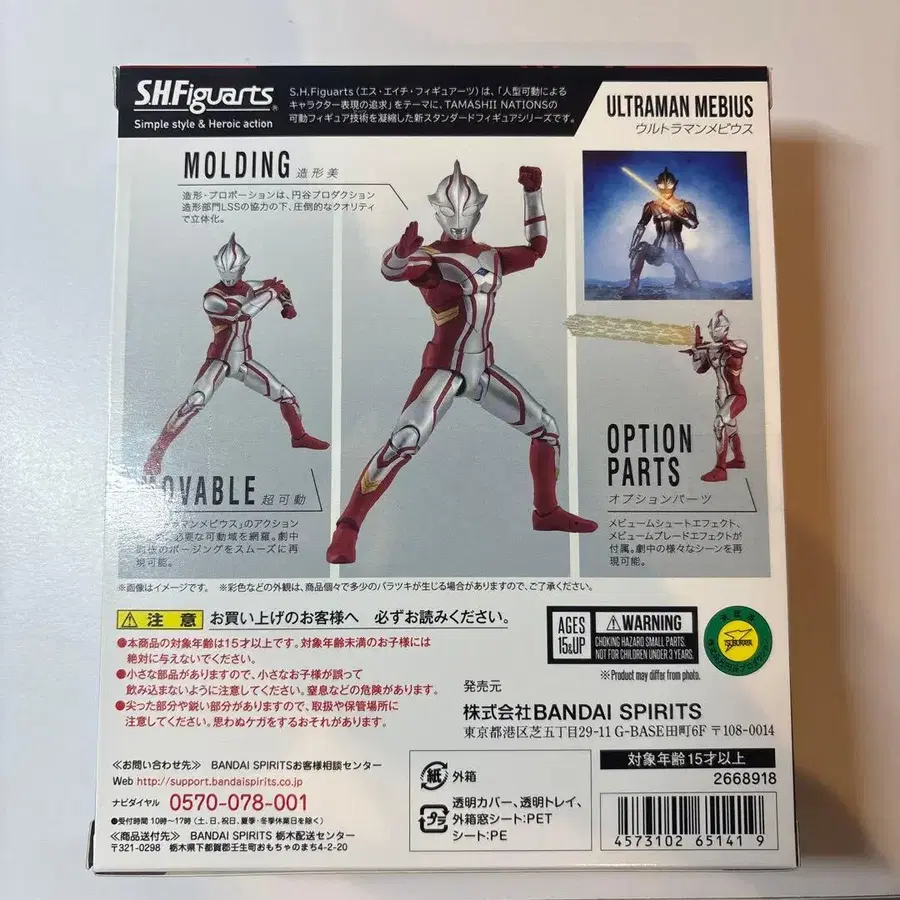 S.H.Figuarts
Simple style & Heroic action
S.H.Figuarts(エス・エイチ・フィギュアーツ)は、「人型可動による
キャラクター表現の追求」をテーマに、TAMASHII NATIONSの
可動フィギュア技術を凝縮した新スタンダードフィギュアシリーズです。
ULTRAMAN MEBIUS
ウルトラマンメビウス
MOLDING 造形美
造形・プロポーションは、円谷プロダクション
造形部門LSSの協力の下、圧倒的なクオリティ
で立体化。
MOVABLE 超可動
ラマンメビウス」のアクション
必要な可動域を網羅。劇中
のポージングをスムーズに再
現可能。
OPTION
PARTS
オプションパーツ
メビュームシュートエフェクト、
メビュームブレードエフェクトが
付属。劇中の様々なシーンを再
現可能。
※画像はイメージです。 ※彩色などの外観は、商品個々で多少のバラツキが生じる場合がありますので、ご了承ください。
注意 お買い上げのお客様へ 必ずお読みください。
●本商品の対象年齢は15才以上です。対象年齢未満のお子様には
絶対に与えないでください。
●小さな部品がありますので、小さなお子様が誤って
飲み込まないように注意してください。窒息などの危険があります。
●尖った部分や鋭い部分がありますので、取扱や保管場所に
注意してください。思わぬケガをするおそれがあります。
AGES
15&UP
WARNING
CHOKING HAZARD SMALL PARTS.
NOT FOR CHILDREN UNDER 3 YEARS.
※Product may differ from photo.
TSUBURAYA
発売元
株式会社BANDAI SPIRITS
東京都港区芝五丁目29-11 G-BASE田町6F 〒108-0014
≪お問い合わせ先≫ BANDAI SPIRITSお客様相談センター
Web http://support.bandaispirits.co.jp
ナビダイヤル 0570-078-001
●受付時間 10時~17時(土、日、祝日、夏季・冬季休業日を除く)
≪商品送付先≫ BANDAI SPIRITS 栃木配送センター
〒321-0298 栃木県下都賀郡壬生町おもちゃのまち4-2-20
紙 外箱
プラ 透明カバー、透明トレイ、
外箱窓シート:PET
シート:PE
対象年齢15才以上
2668918
4573102 65141 9